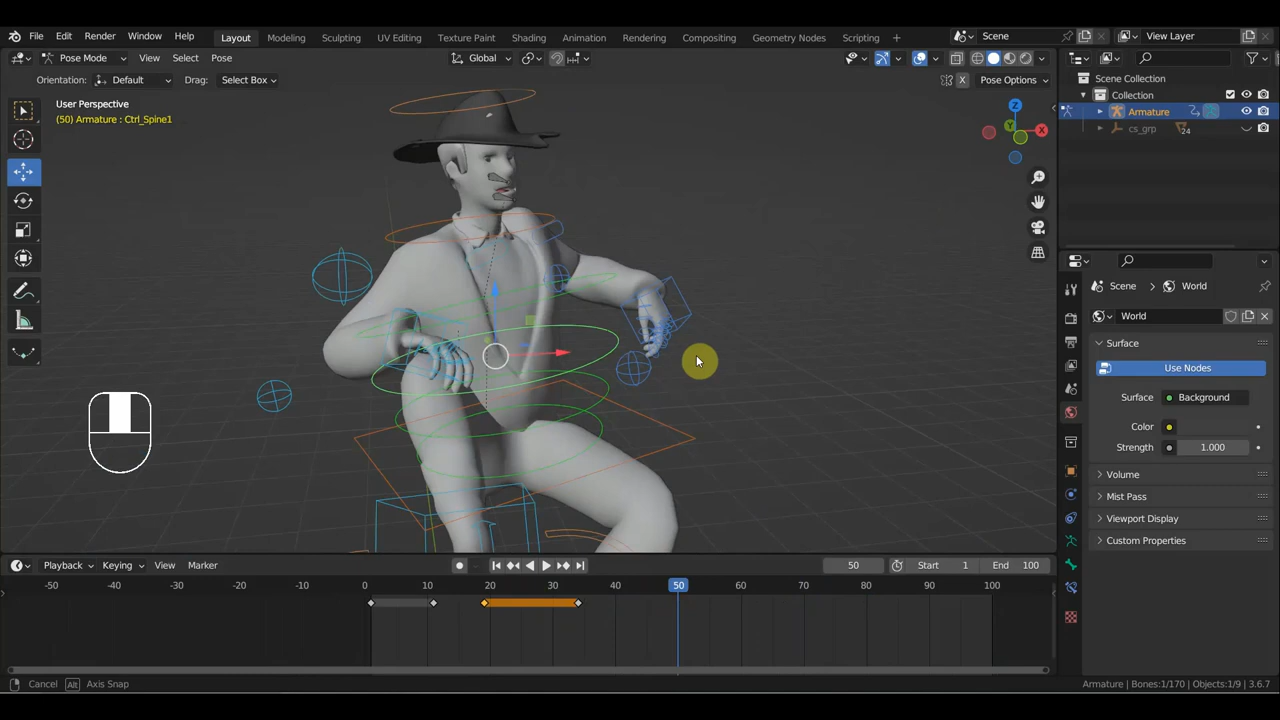 File Edit Render Window Help Layout Modeling Sculpting UV Editing Texture Paint Shading Animation Rendering Compositing Geometry Nodes Scripting + Scene View Layer
Pose Mode View Select Pose Global
Orientation: Default Drag: Select Box X Pose Options
User Perspective
(50) Armature : Ctrl_Spine1
Z
Y
X
Scene Collection
Collection
Armature
cs_grp 24
Scene World
World
Surface
Use Nodes
Surface Background
Color
Strength 1.000
Volume
Mist Pass
Viewport Display
Custom Properties
Playback Keying View Marker 50 Start 1 End 100
-50 -40 -30 -20 -10 0 10 20 30 40 50 60 70 80 90 100
Cancel Alt Axis Snap Armature | Bones:1/170 | Objects:1/9 | 3.6.7